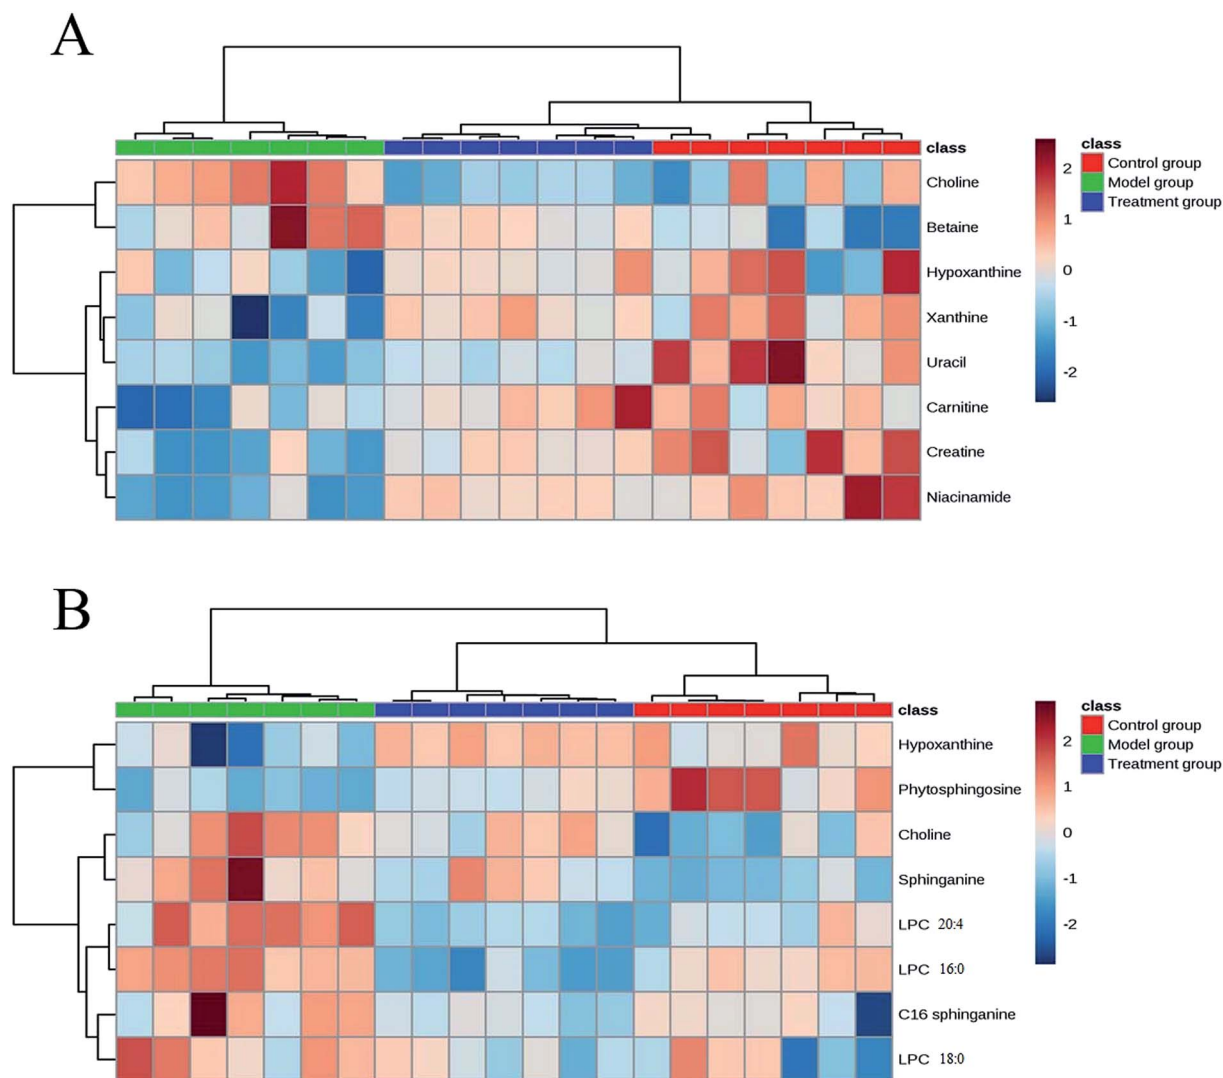 A
class
Choline
Betaine
Hypoxanthine
Xanthine
Uracil
Carnitine
Creatine
Niacinamide
2
1
0
-1
-2
class
Control group
Model group
Treatment group
B
class
Hypoxanthine
Phytosphingosine
Choline
Sphinganine
LPC 20:4
LPC 16:0
C16 sphinganine
LPC 18:0
2
1
0
-1
-2
class
Control group
Model group
Treatment group